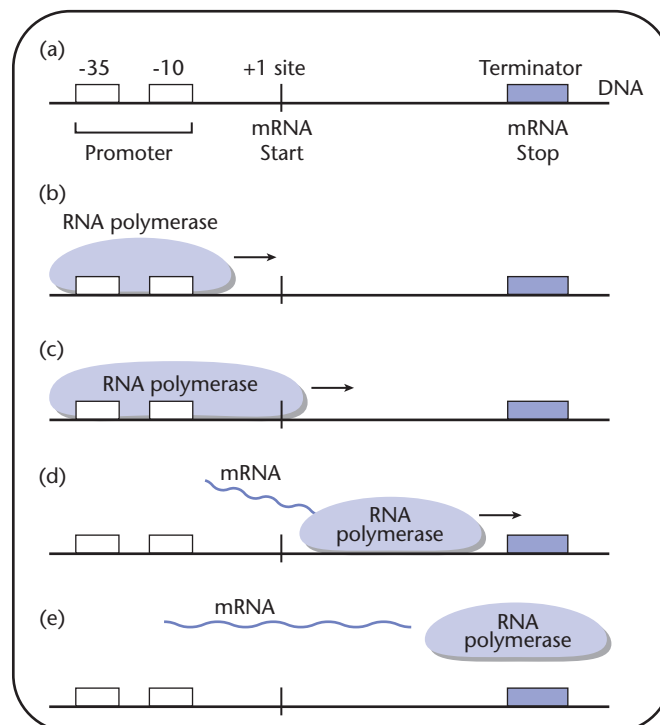 (a)
-35 -10 +1 site Terminator
DNA
mRNA mRNA
Promoter Start Stop
(b)
RNA polymerase
(c)
RNA polymerase
(d)
mRNA
RNA
polymerase
(e)
mRNA
RNA
polymerase